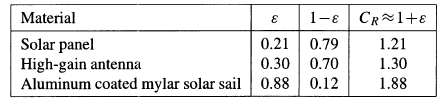 Material ε 1−ε C_R≈1+ε
Solar panel 0.21 0.79 1.21
High-gain antenna 0.30 0.70 1.30
Aluminum coated mylar solar sail 0.88 0.12 1.88